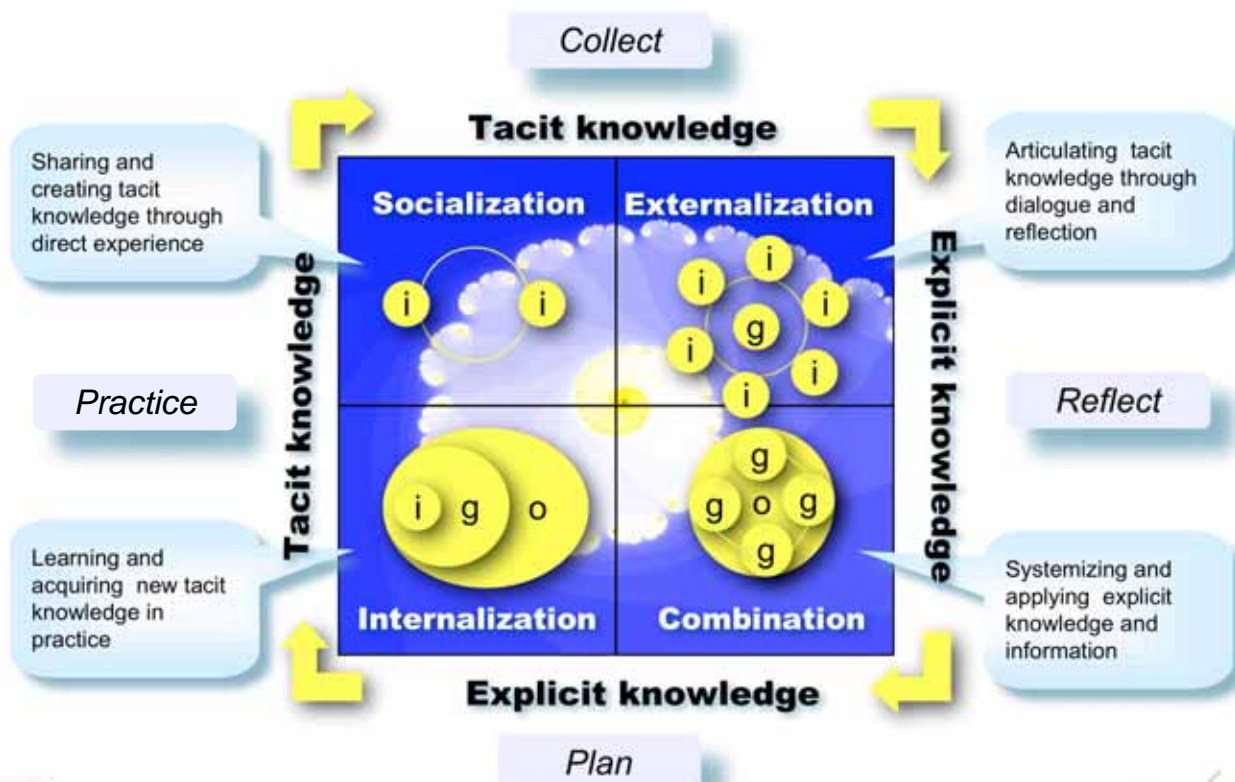 Collect
Tacit knowledge
Sharing and
creating tacit
knowledge through
direct experience
Articulating tacit
knowledge through
dialogue and
reflection
Socialization
Externalization
i
i
i
i
i
i
i
i
g
Tacit knowledge
Explicit knowledge
Practice
Reflect
i g o
g
g o g
g
Learning and
acquiring new tacit
knowledge in
practice
Systemizing and
applying explicit
knowledge and
information
Internalization
Combination
Explicit knowledge
Plan